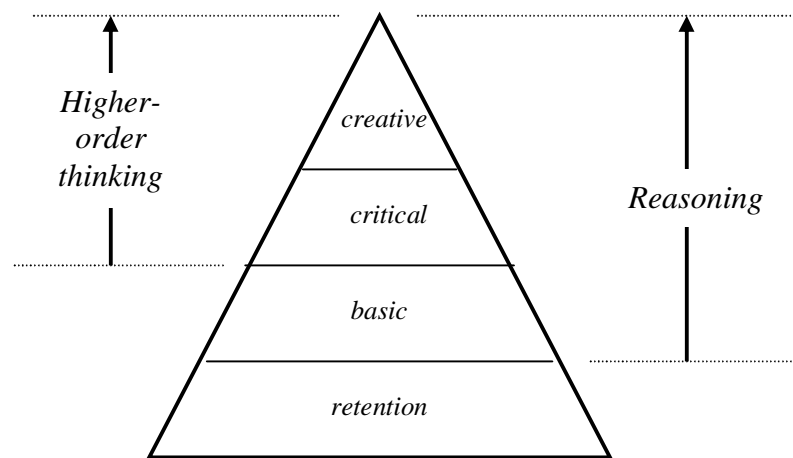 Higher-
order
thinking
creative
critical
basic
retention
Reasoning